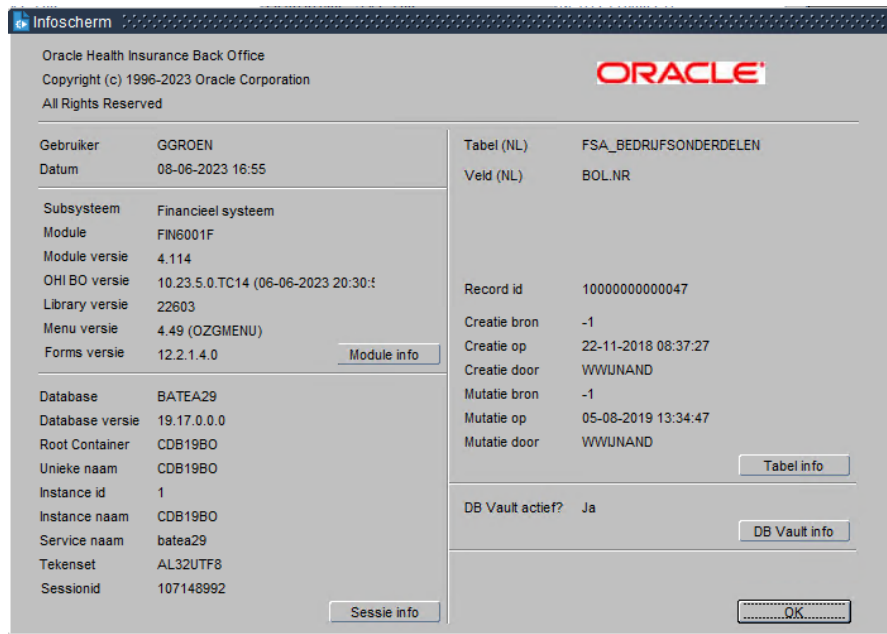 Infoscherm
Oracle Health Insurance Back Office
Copyright (c) 1996-2023 Oracle Corporation
All Rights Reserved
ORACLE
Gebruiker GGROEN
Datum 08-06-2023 16:55
Subsysteem Financieel systeem
Module FIN6001F
Module versie 4.114
OHI BO versie 10.23.5.0.TC14 (06-06-2023 20:30:5
Library versie 22603
Menu versie 4.49 (OZGMENU)
Forms versie 12.2.1.4.0
Module info
Database BATEA29
Database versie 19.17.0.0.0
Root Container CDB19BO
Unieke naam CDB19BO
Instance id 1
Instance naam CDB19BO
Service naam batea29
Tekenset AL32UTF8
Sessionid 107148992
Sessie info
Tabel (NL) FSA_BEDRIJFSONDERDELEN
Veld (NL) BOL.NR
Record id 10000000000047
Creatie bron -1
Creatie op 22-11-2018 08:37:27
Creatie door WWIJNAND
Mutatie bron -1
Mutatie op 05-08-2019 13:34:47
Mutatie door WWIJNAND
Tabel info
DB Vault actief? Ja
DB Vault info
OK